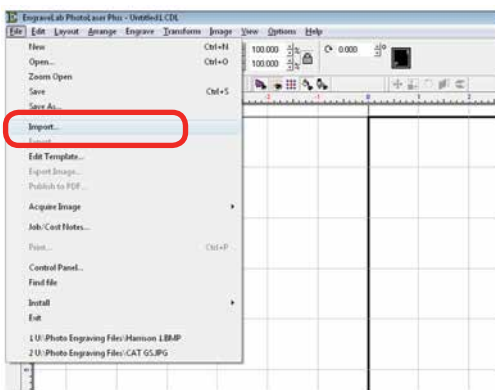 EngraveLab PhotoLaser Plus - Untitled1.CDL
File Edit Layout Arrange Engrave Transform Image View Options Help
New Ctrl+N
Open... Ctrl+O
Zoom Open
Save Ctrl+S
Save As...
Import...
Export...
Edit Template...
Export Image...
Publish to PDF...
Acquire Image
Job/Cost Notes...
Print... Ctrl+P
Control Panel...
Find file
Install
Exit
1 U:\Photo Engraving Files\Harrison 1.BMP
2 U:\Photo Engraving Files\CAT GS.JPG
100.000
100.000
0.000